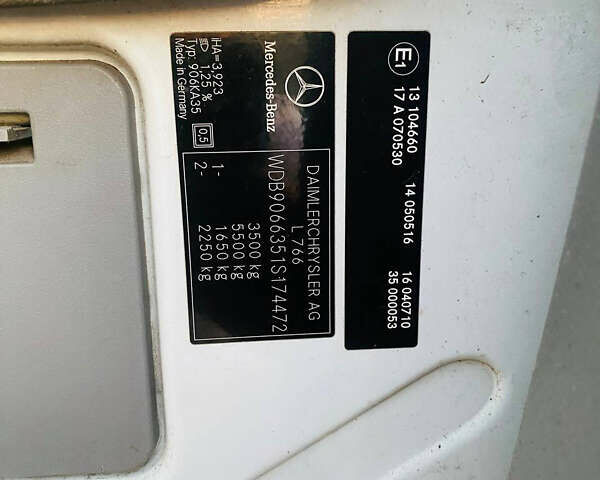 Mercedes-Benz
DAIMLERCHRYSLER AG
L 766
WDB9066351S174472
3500 kg
5500 kg
1- 1650 kg
2- 2250 kg
iHA=3,923
1,25 %
Typ: 906KA35
Made in Germany
0,5
E1
13 104660 14 050516 16 040710
17 A 070530 35 000053